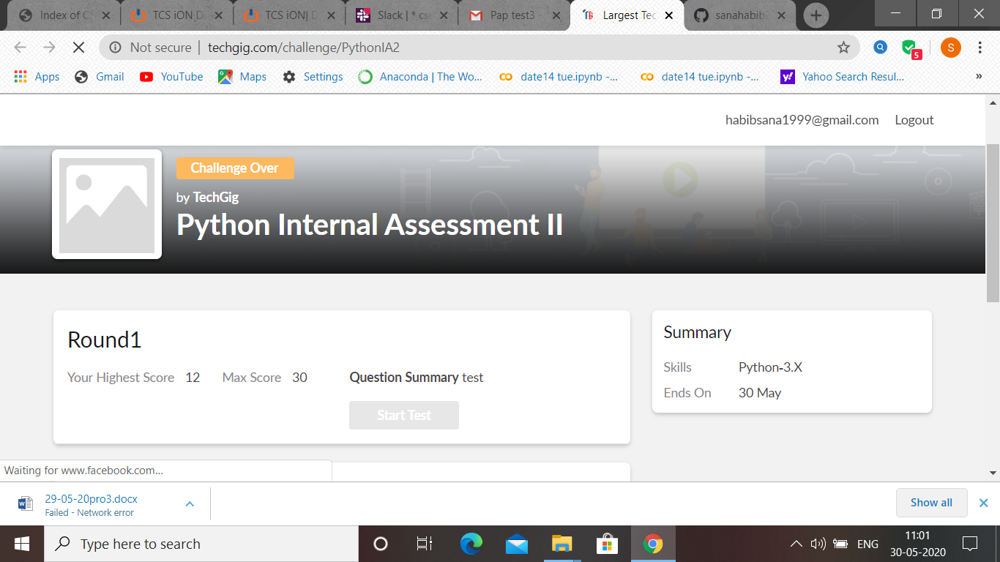 Index of C
TCS iON D
TCS iON| D
Slack | * cs
Pap test3 -
Largest Tec
sanahabib
Not secure | techgig.com/challenge/PythonIA2
S
5
Apps
Gmail
YouTube
Maps
Settings
Anaconda | The Wo...
date14 tue.ipynb -...
date14 tue.ipynb -...
Yahoo Search Resul...
»
habibsana1999@gmail.com Logout
Challenge Over
by TechGig
Python Internal Assessment II
Round1
Your Highest Score 12 Max Score 30 Question Summary test
Start Test
Summary
Skills Python-3.X
Ends On 30 May
Waiting for www.facebook.com...
29-05-20pro3.docx
Failed - Network error
Show all
Type here to search
ENG
11:01
30-05-2020